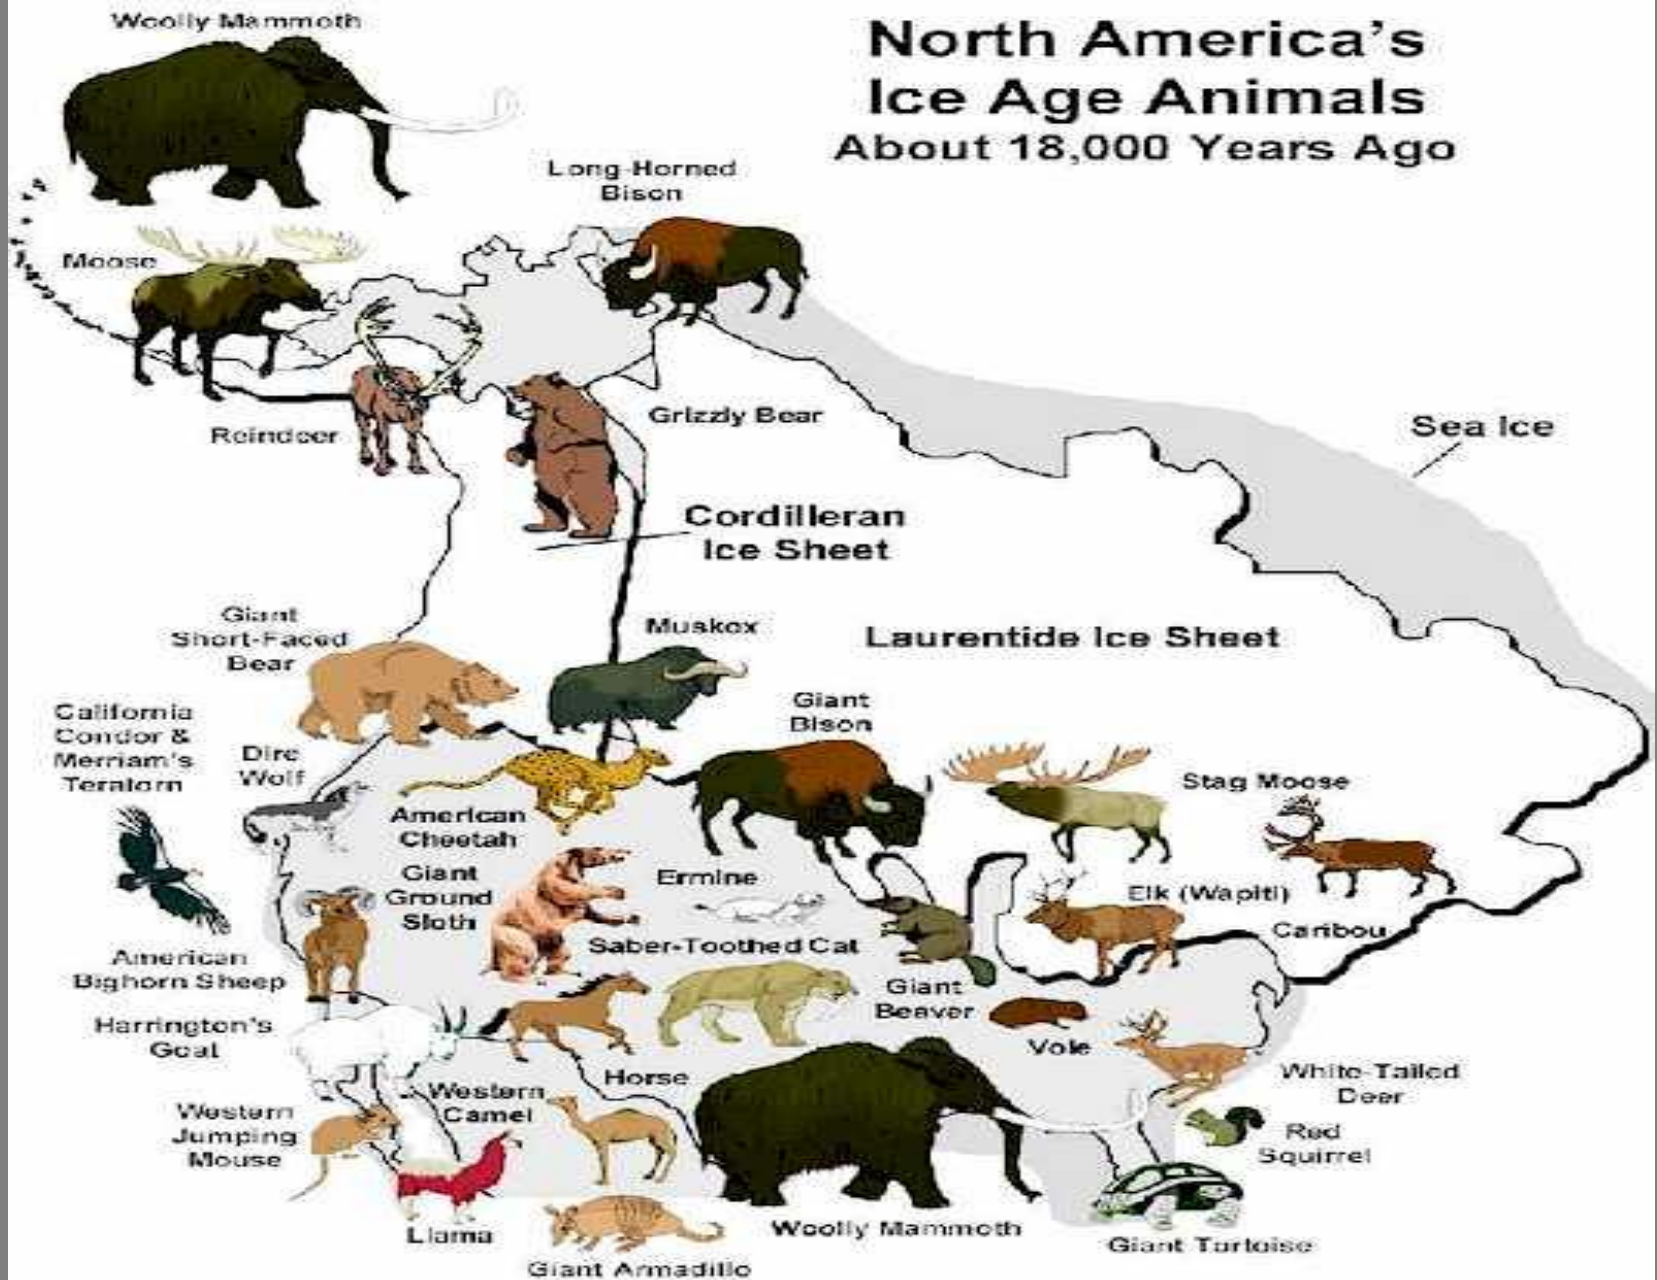 Woolly Mammoth
North America's
Ice Age Animals
About 18,000 Years Ago
Long-Horned
Bison
Moose
Reindeer
Grizzly Bear
Sea Ice
Cordilleran
Ice Sheet
Giant
Short-Faced
Bear
Muskox
Laurentide Ice Sheet
California
Condor &
Merriam's
Teratorn
Dire
Wolf
Giant
Bison
Stag Moose
American
Cheetah
Giant
Ground
Sloth
Ermine
Elk (Wapiti)
Caribou
Saber-Toothed Cat
American
Bighorn Sheep
Giant
Beaver
Harrington's
Goat
Vole
Horse
White-Tailed
Deer
Western
Camel
Western
Jumping
Mouse
Red
Squirrel
Llama
Woolly Mammoth
Giant Tortoise
Giant Armadillo